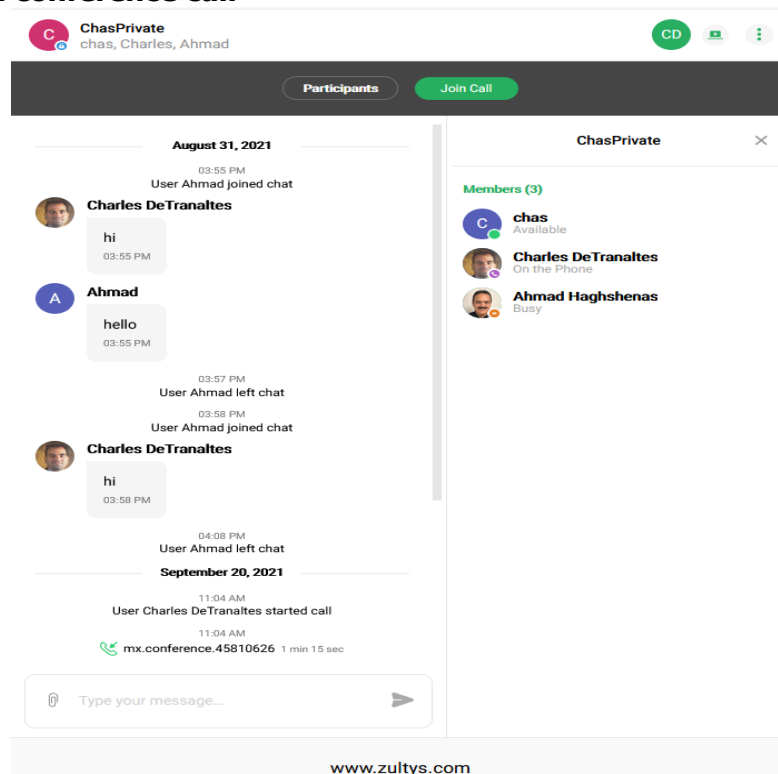 conference call
C
ChasPrivate
chas, Charles, Ahmad
CD
Participants
Join Call
August 31, 2021
03:55 PM
User Ahmad joined chat
Charles DeTranaltes
hi
03:55 PM
A
Ahmad
hello
03:55 PM
03:57 PM
User Ahmad left chat
03:58 PM
User Ahmad joined chat
Charles DeTranaltes
hi
03:58 PM
04:08 PM
User Ahmad left chat
September 20, 2021
11:04 AM
User Charles DeTranaltes started call
11:04 AM
mx.conference.45810626 1 min 15 sec
Type your message...
ChasPrivate
Members (3)
C
chas
Available
Charles DeTranaltes
On the Phone
Ahmad Haghshenas
Busy
www.zultys.com